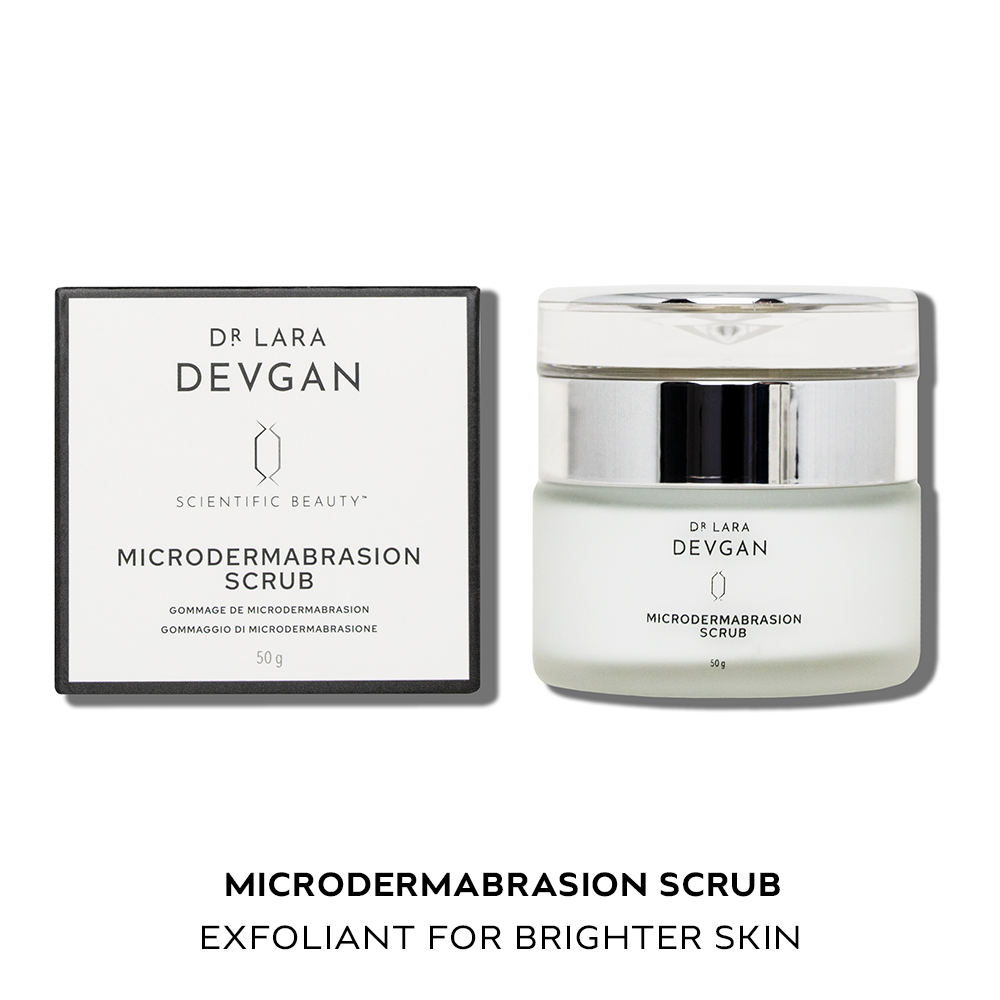 DR LARA
DEVGAN
SCIENTIFIC BEAUTY™
MICRODERMABRASION
SCRUB
GOMMAGE DE MICRODERMABRASION
GOMMAGGIO DI MICRODERMABRASIONE
50 g
DR LARA
DEVGAN
MICRODERMABRASION
SCRUB
50 g
MICRODERMABRASION SCRUB
EXFOLIANT FOR BRIGHTER SKIN